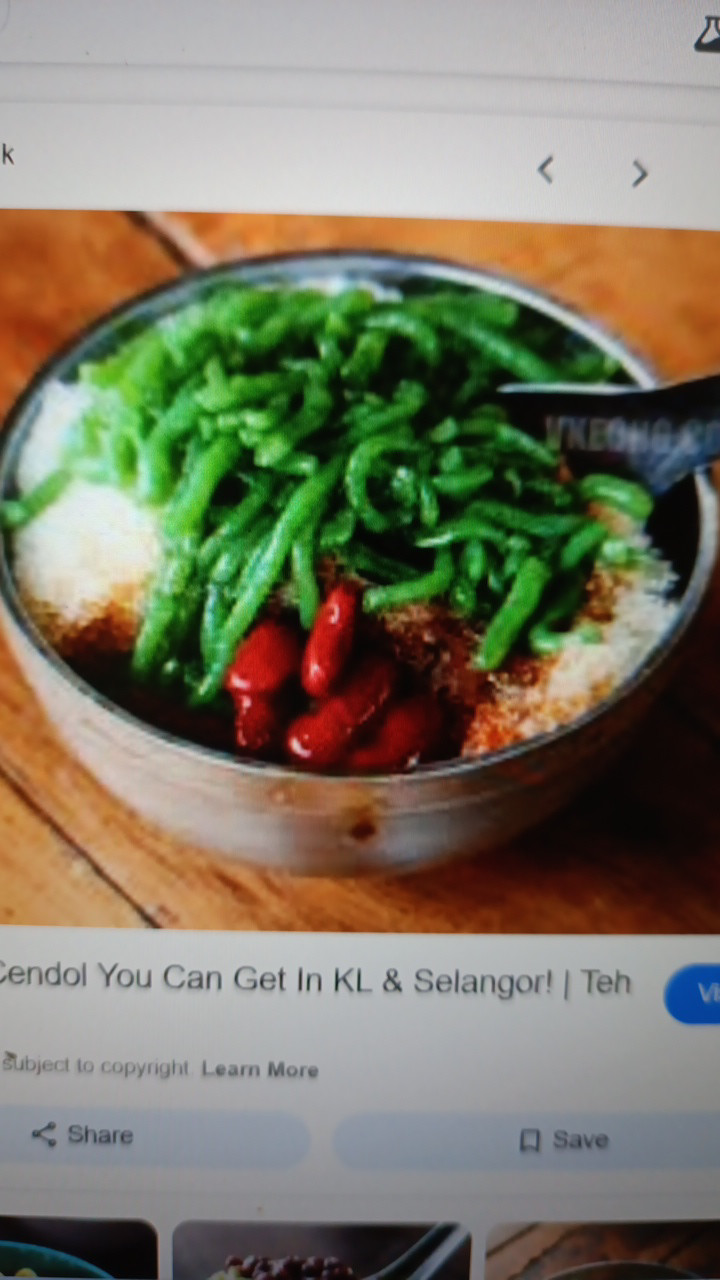 k
Cendol You Can Get In KL & Selangor! | Teh
subject to copyright. Learn More
Share
Save